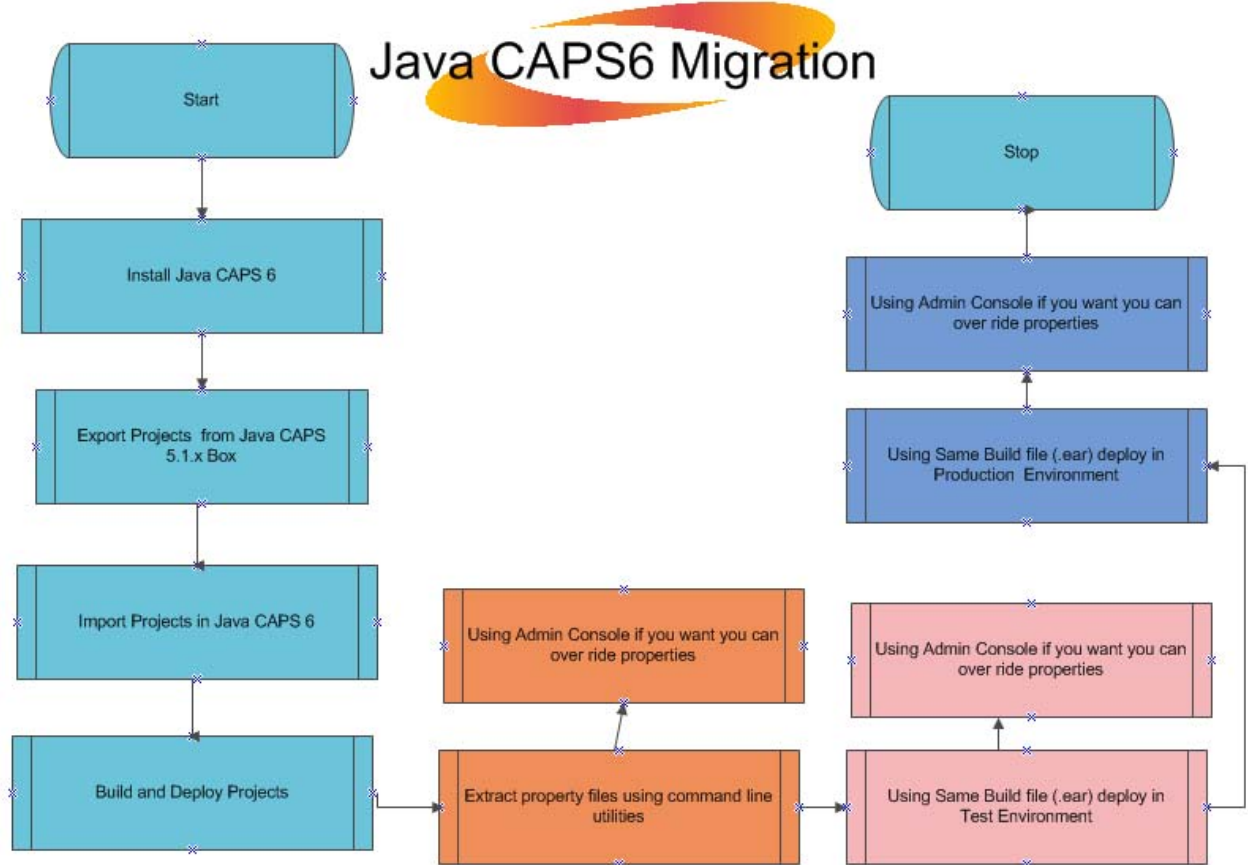 Java CAPS6 Migration
Start
Install Java CAPS 6
Export Projects from Java CAPS
5.1.x Box
Import Projects in Java CAPS 6
Build and Deploy Projects
Extract property files using command line
utilities
Using Admin Console if you want you can
over ride properties
Using Same Build file (.ear) deploy in
Test Environment
Using Admin Console if you want you can
over ride properties
Using Same Build file (.ear) deploy in
Production Environment
Using Admin Console if you want you can
over ride properties
Stop